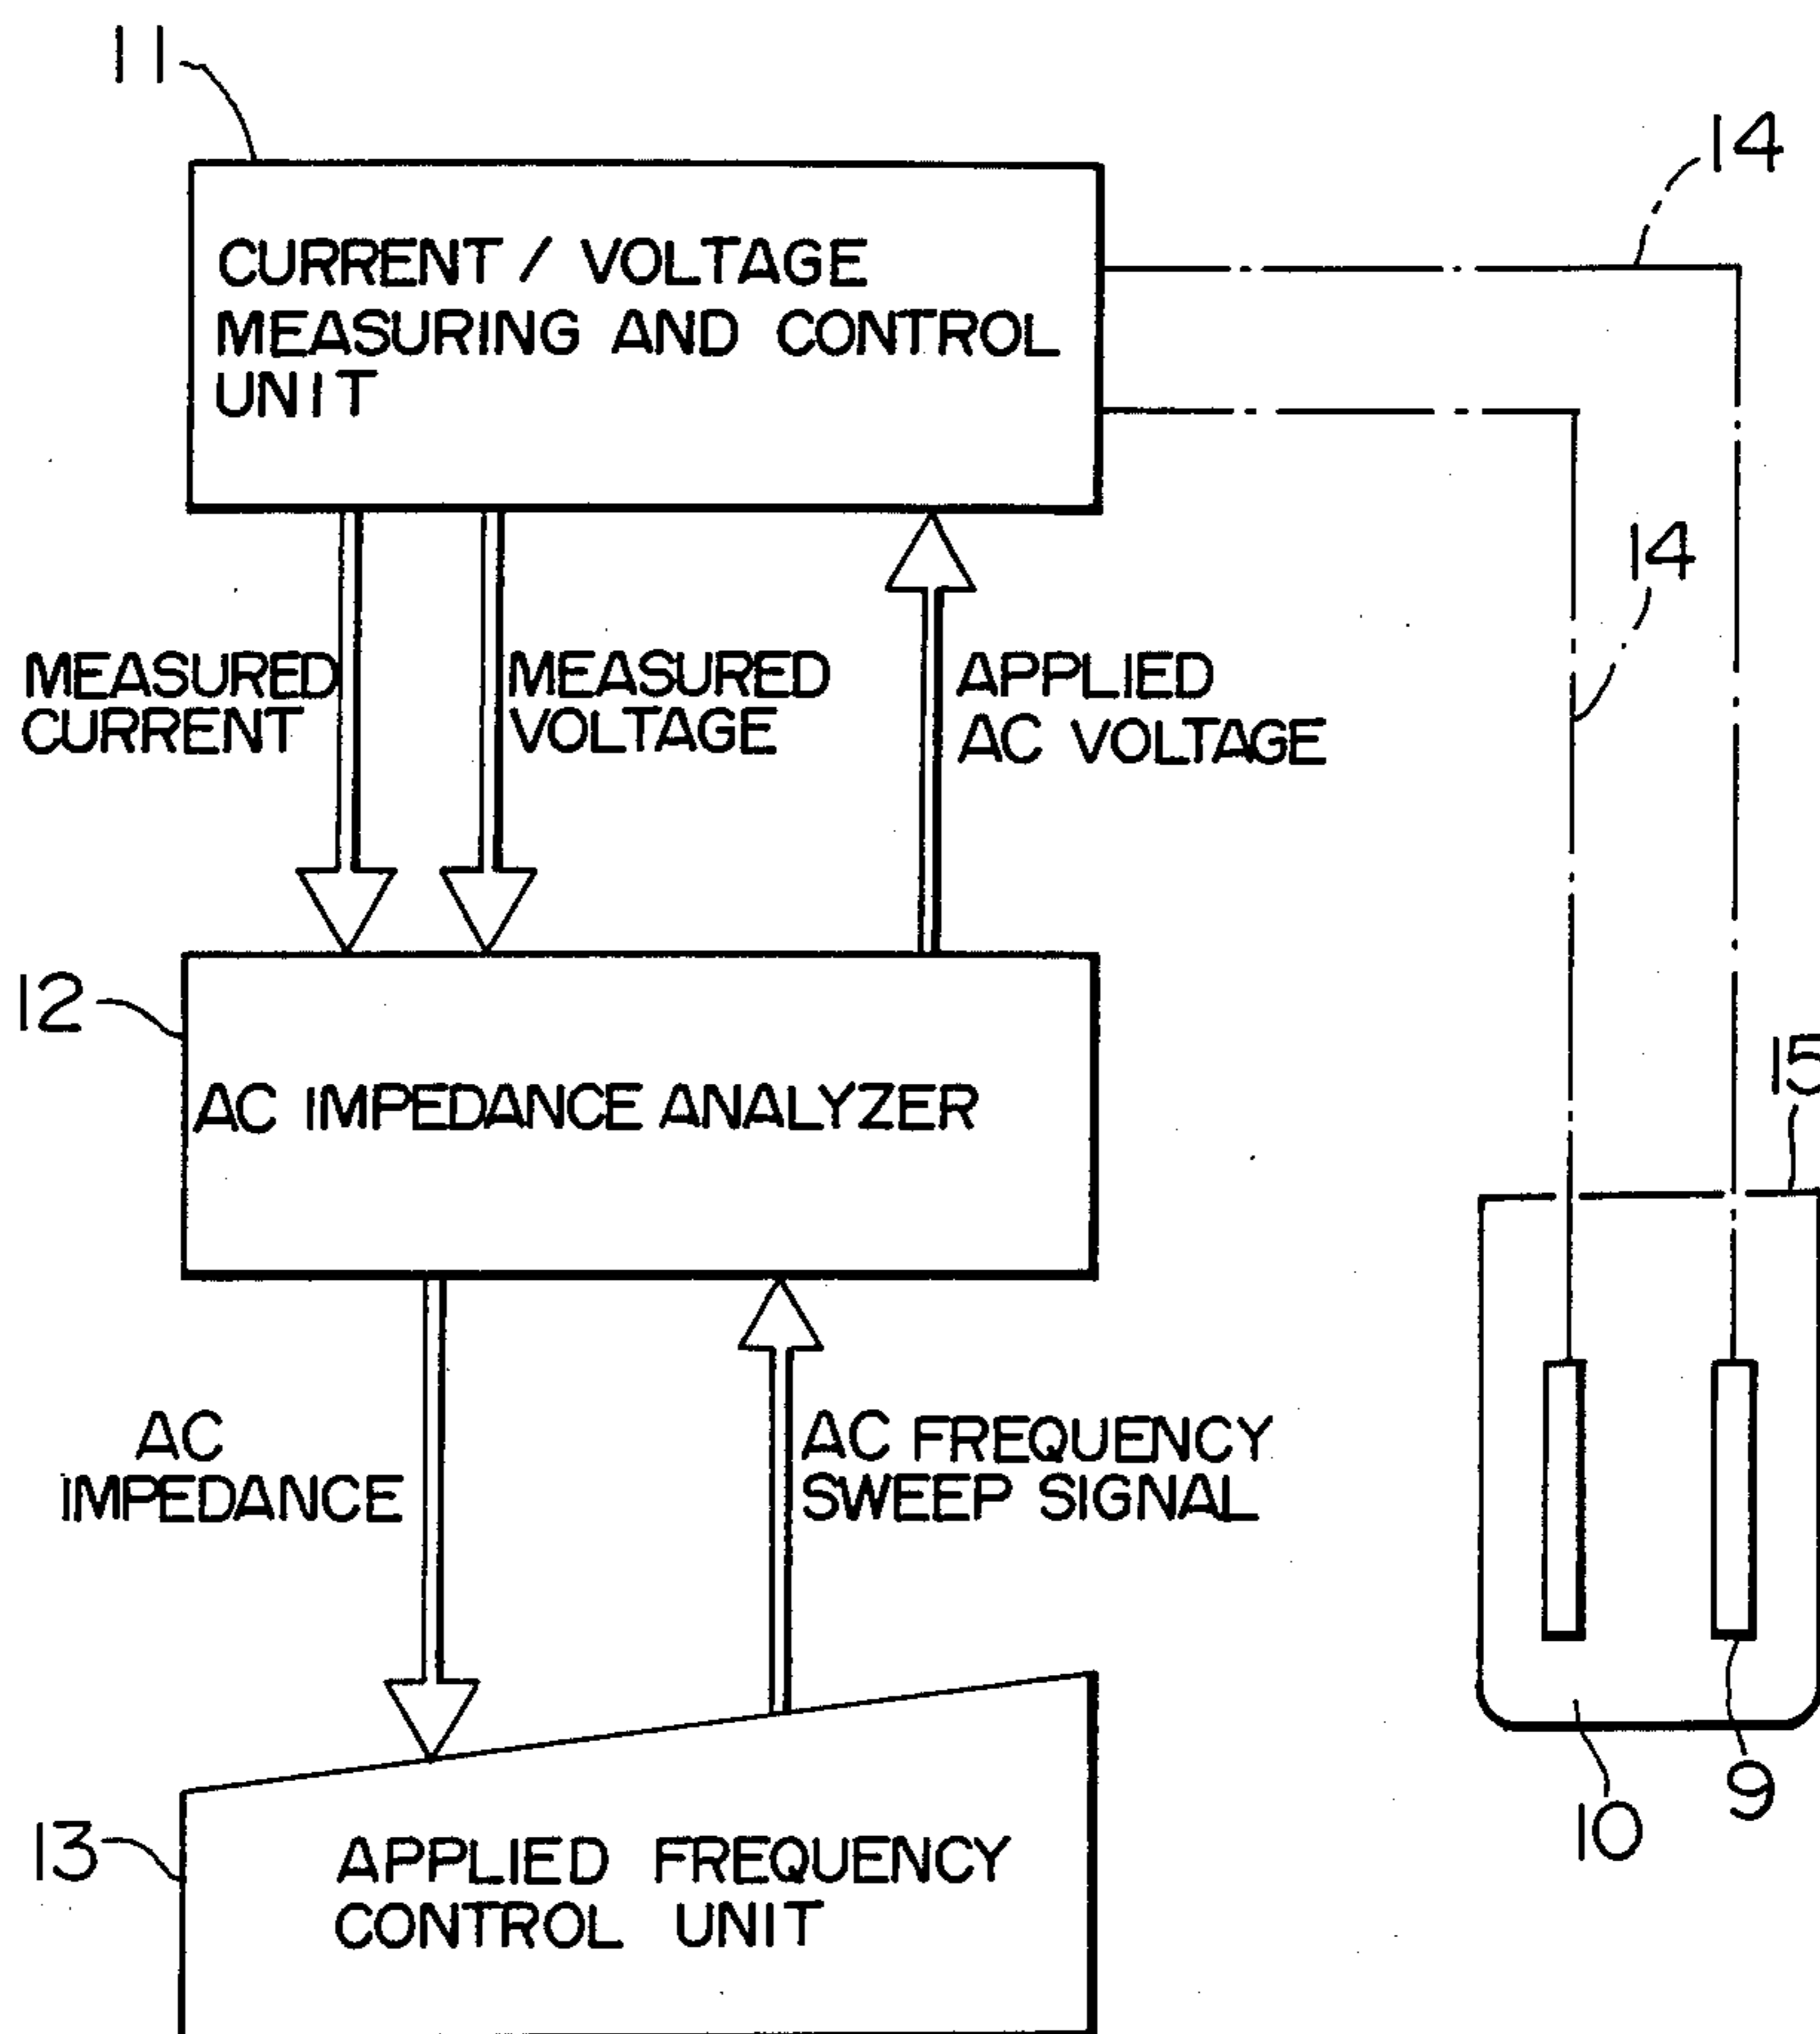 11
14
CURRENT / VOLTAGE
MEASURING AND CONTROL
UNIT
14
MEASURED
CURRENT
MEASURED
VOLTAGE
APPLIED
AC VOLTAGE
12
15
AC IMPEDANCE ANALYZER
AC
IMPEDANCE
AC FREQUENCY
SWEEP SIGNAL
9
10
13
APPLIED FREQUENCY
CONTROL UNIT